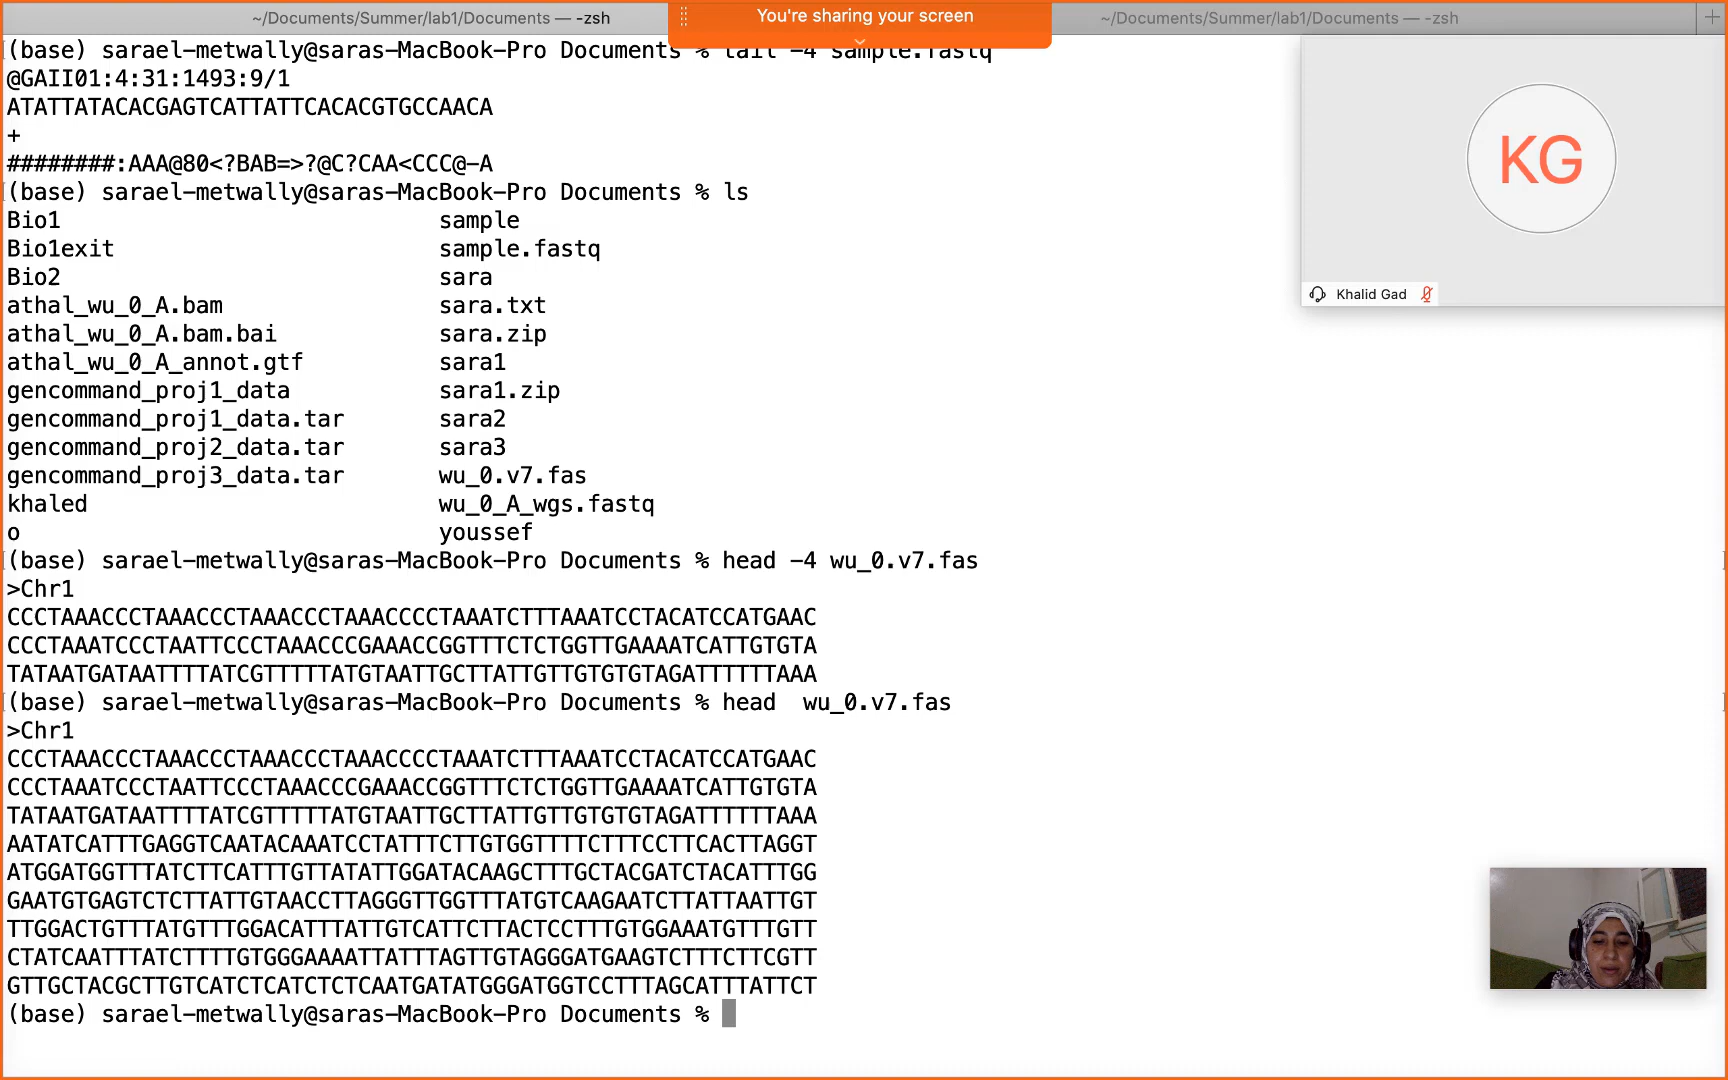 ~/Documents/Summer/lab1/Documents — -zsh
You're sharing your screen
~/Documents/Summer/lab1/Documents — -zsh
(base) sarael-metwally@saras-MacBook-Pro Documents % tail -4 sample.fastq
@GAII01:4:31:1493:9/1
ATATTATACACGAGTCATTATTCACACGTGCCAACA
+
########:AAA@80<?BAB=>?@C?CAA<CCC@-A
(base) sarael-metwally@saras-MacBook-Pro Documents % ls
Bio1 sample
Bio1exit sample.fastq
Bio2 sara
athal_wu_0_A.bam sara.txt
athal_wu_0_A.bam.bai sara.zip
athal_wu_0_A_annot.gtf sara1
gencommand_proj1_data sara1.zip
gencommand_proj1_data.tar sara2
gencommand_proj2_data.tar sara3
gencommand_proj3_data.tar wu_0.v7.fas
khaled wu_0_A_wgs.fastq
o youssef
(base) sarael-metwally@saras-MacBook-Pro Documents % head -4 wu_0.v7.fas
>Chr1
CCCTAAACCCTAAACCCTAAACCCTAAACCCCTAAATCTTTAAATCCTACATCCATGAAC
CCCTAAATCCCTAATTCCCTAAACCCGAAACCGGTTTCTCTGGTTGAAAATCATTGTGTA
TATAATGATAATTTTATCGTTTTTATGTAATTGCTTATTGTTGTGTGTAGATTTTTTAAA
(base) sarael-metwally@saras-MacBook-Pro Documents % head  wu_0.v7.fas
>Chr1
CCCTAAACCCTAAACCCTAAACCCTAAACCCCTAAATCTTTAAATCCTACATCCATGAAC
CCCTAAATCCCTAATTCCCTAAACCCGAAACCGGTTTCTCTGGTTGAAAATCATTGTGTA
TATAATGATAATTTTATCGTTTTTATGTAATTGCTTATTGTTGTGTGTAGATTTTTTAAA
AATATCATTTGAGGTCAATACAAATCCTATTTCTTGTGGTTTTCTTTCCTTCACTTAGGT
ATGGATGGTTTATCTTCATTTGTTATATTGGATACAAGCTTTGCTACGATCTACATTTGG
GAATGTGAGTCTCTTATTGTAACCTTAGGGTTGGTTTATGTCAAGAATCTTATTAATTGT
TTGGACTGTTTATGTTTGGACATTTATTGTCATTCTTACTCCTTTGTGGAAATGTTTGTT
CTATCAATTTATCTTTTGTGGGAAAATTATTTAGTTGTAGGGATGAAGTCTTTCTTCGTT
GTTGCTACGCTTGTCATCTCATCTCTCAATGATATGGGATGGTCCTTTAGCATTTATTCT
(base) sarael-metwally@saras-MacBook-Pro Documents %
KG
Khalid Gad